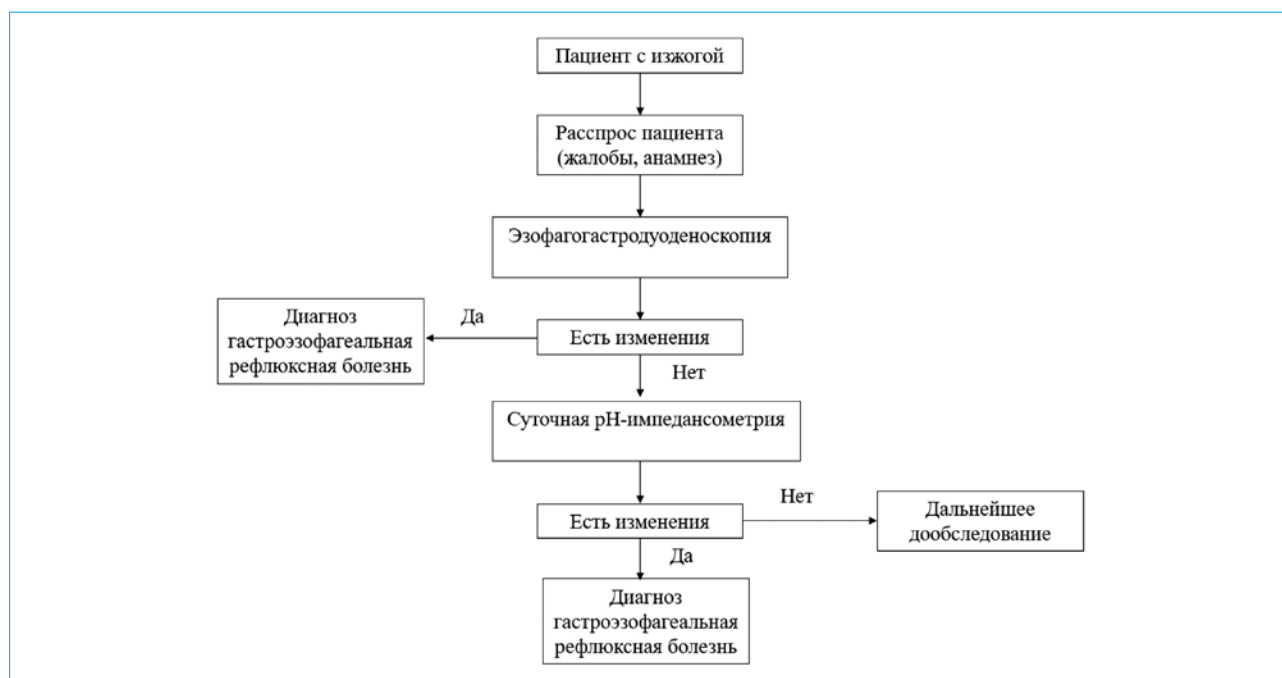 Пациент с изжогой
Расспрос пациента
(жалобы, анамнез)
Эзофагогастродуоденоскопия
Есть изменения
Да
Диагноз
гастроэзофагеальная
рефлюксная болезнь
Нет
Суточная pH-импедансометрия
Есть изменения
Нет
Дальнейшее
дообследование
Да
Диагноз
гастроэзофагеальная
рефлюксная болезнь